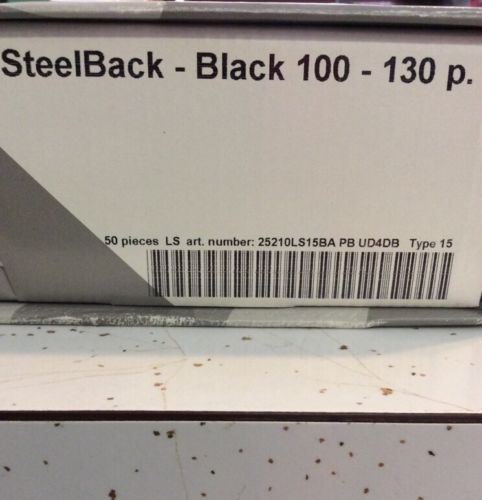 SteelBack - Black 100 - 130 p.
50 pieces LS art. number: 25210LS15BA PB UD4DB Type 15